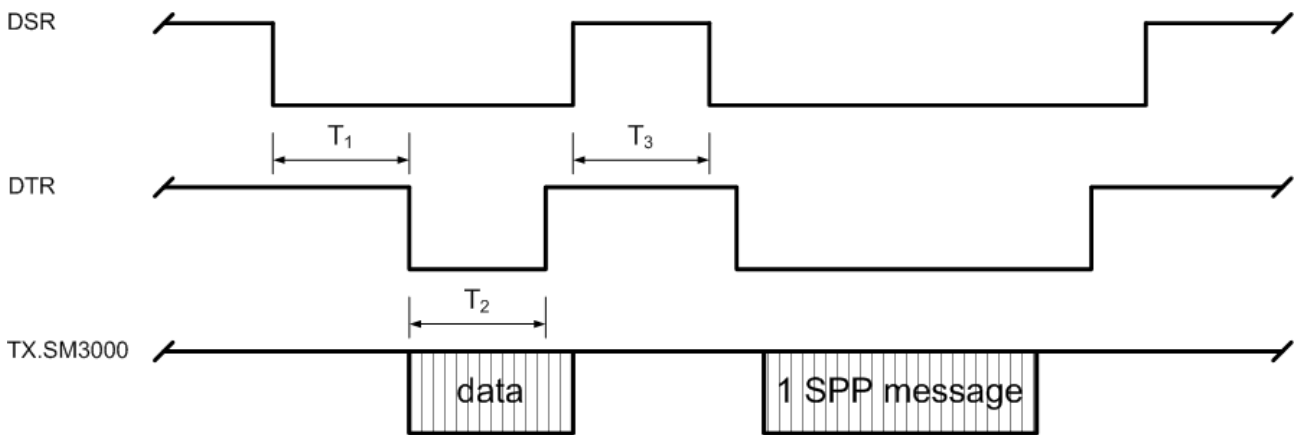 DSR
T₁
T₃
DTR
T₂
TX.SM3000
data
1 SPP message